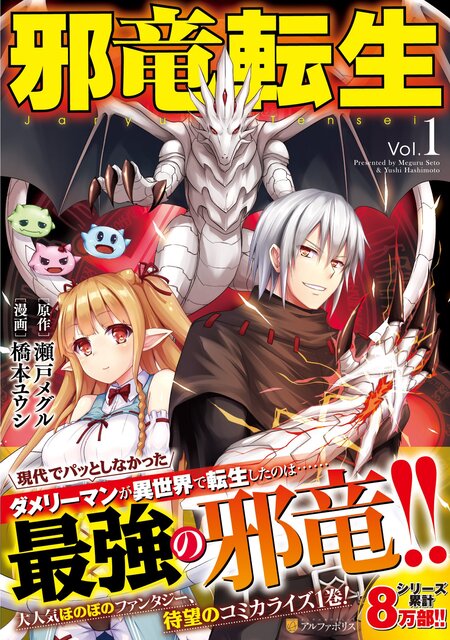 邪竜転生
Jaryu Tensei
Vol.1
Presented by Meguru Seto
& Yushi Hashimoto
[原作]瀬戸メグル
[漫画]橋本ユウシ
現代でパッとしなかった
ダメリーマンが異世界で転生したのは……
最強の邪竜!!
大人気ほのぼのファンタジー、
待望のコミカライズ1巻!
シリーズ
累計
8万部!!
アルファポリス